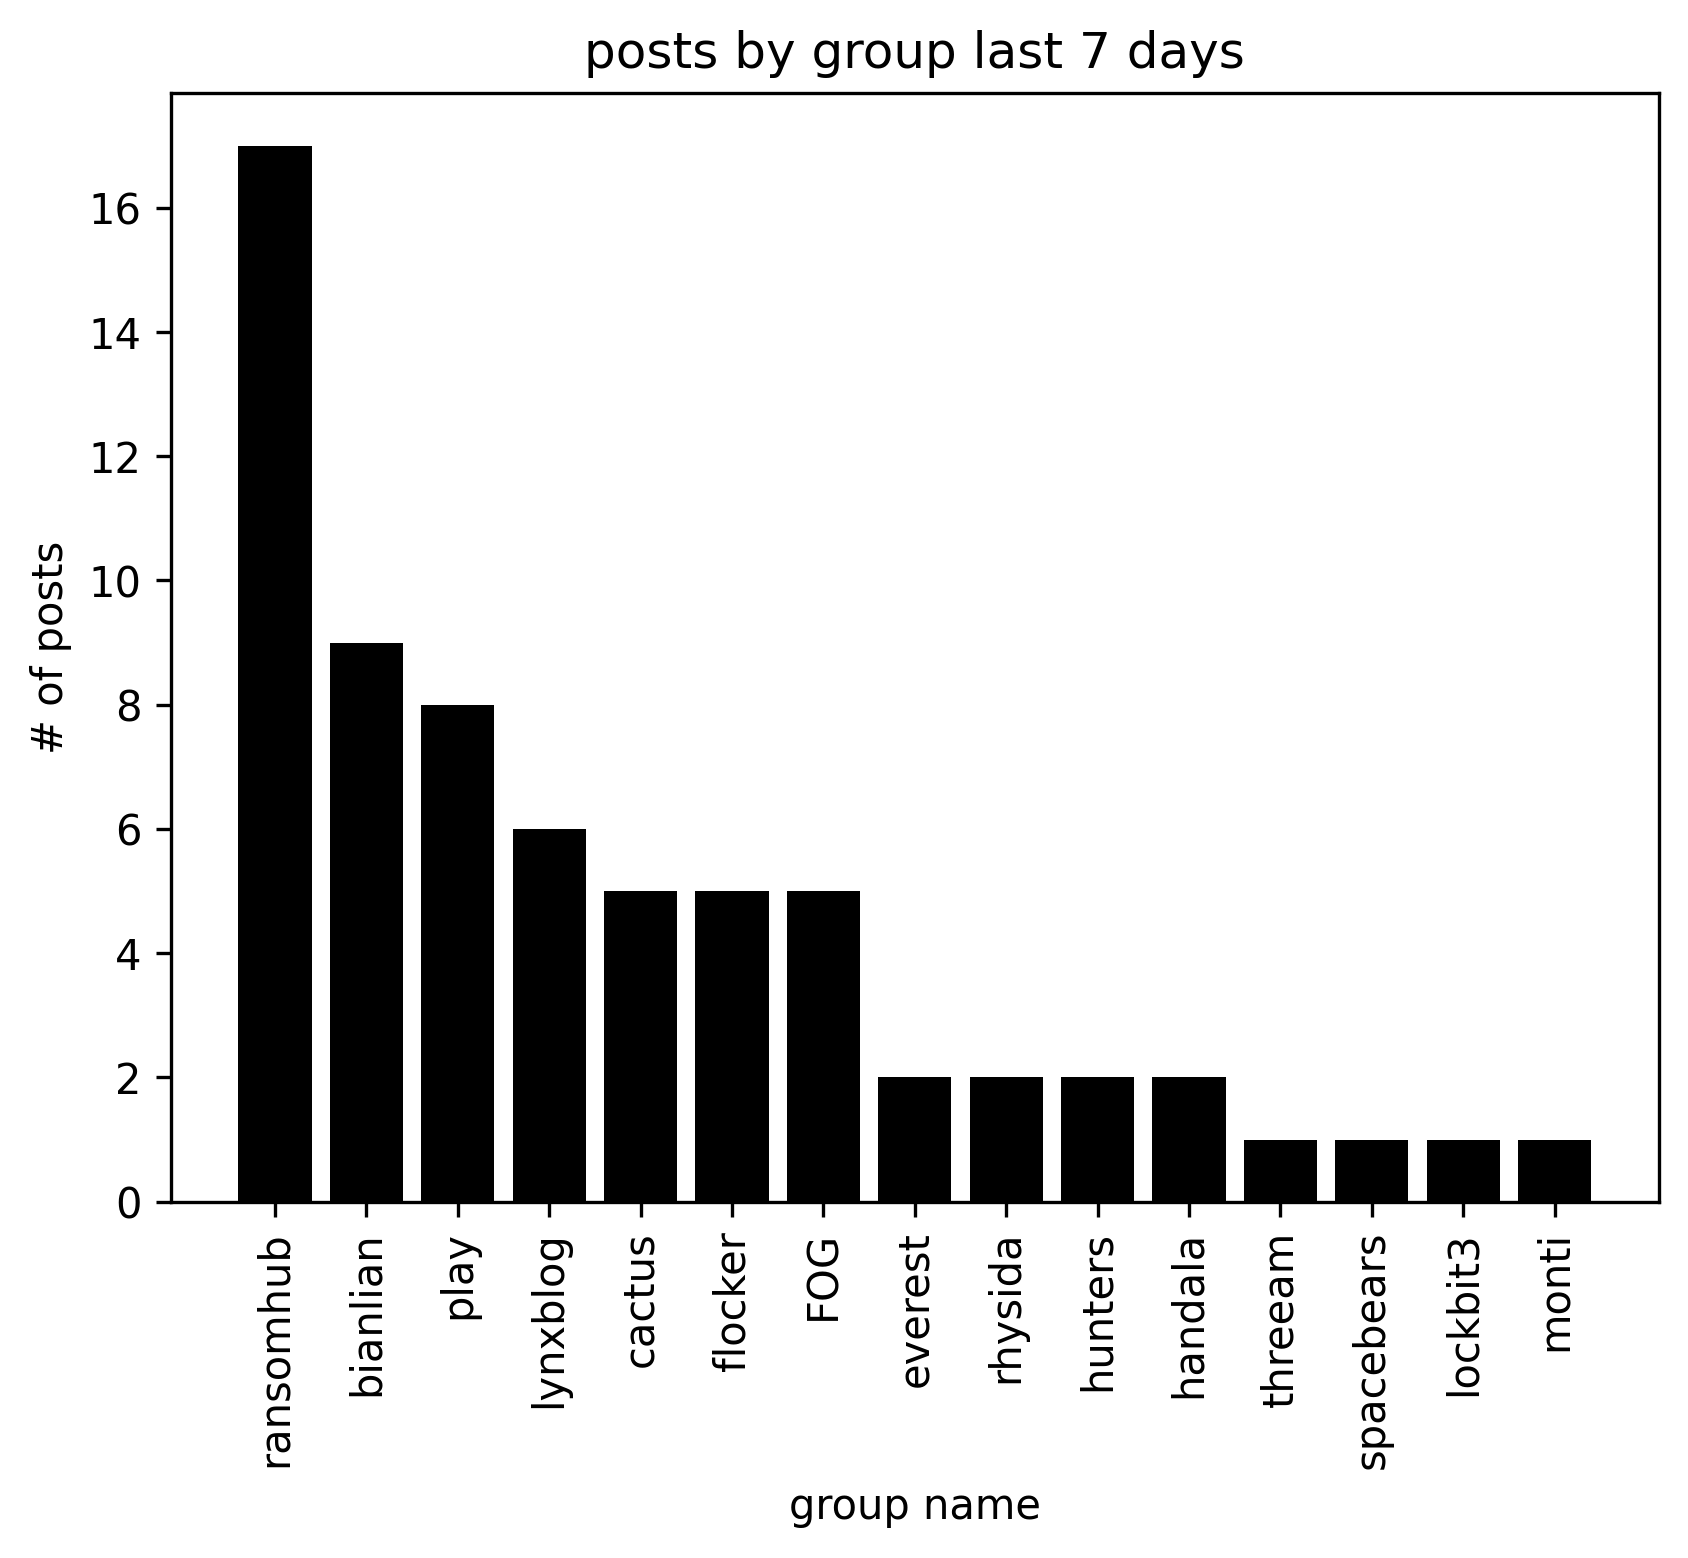 posts by group last 7 days
# of posts
16
14
12
10
8
6
4
2
0
ransomhub
bianlian
play
lynxblog
cactus
flocker
FOG
everest
rhysida
hunters
handala
threeam
spacebears
lockbit3
monti
group name